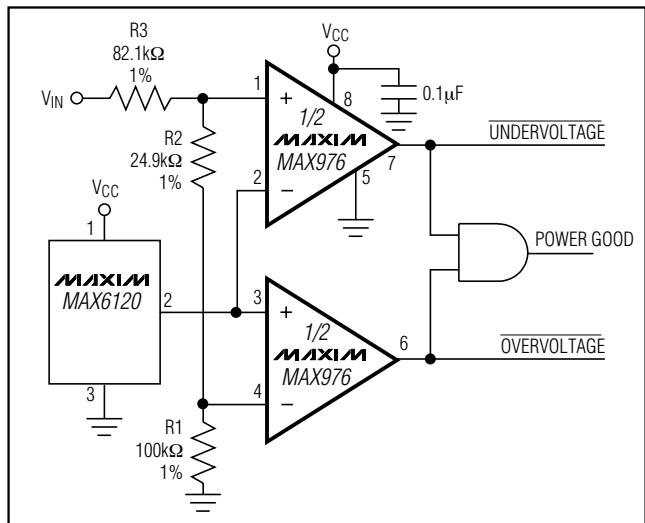 R3
82.1kΩ
1%
VIN
R2
24.9kΩ
1%
VCC
1
MAXIM
MAX6120
2
3
R1
100kΩ
1%
VCC
8
0.1µF
1
+
1/2
MAXIM
MAX976
7
2
–
5
UNDERVOLTAGE
POWER GOOD
3
+
1/2
MAXIM
MAX976
6
4
–
OVERVOLTAGE